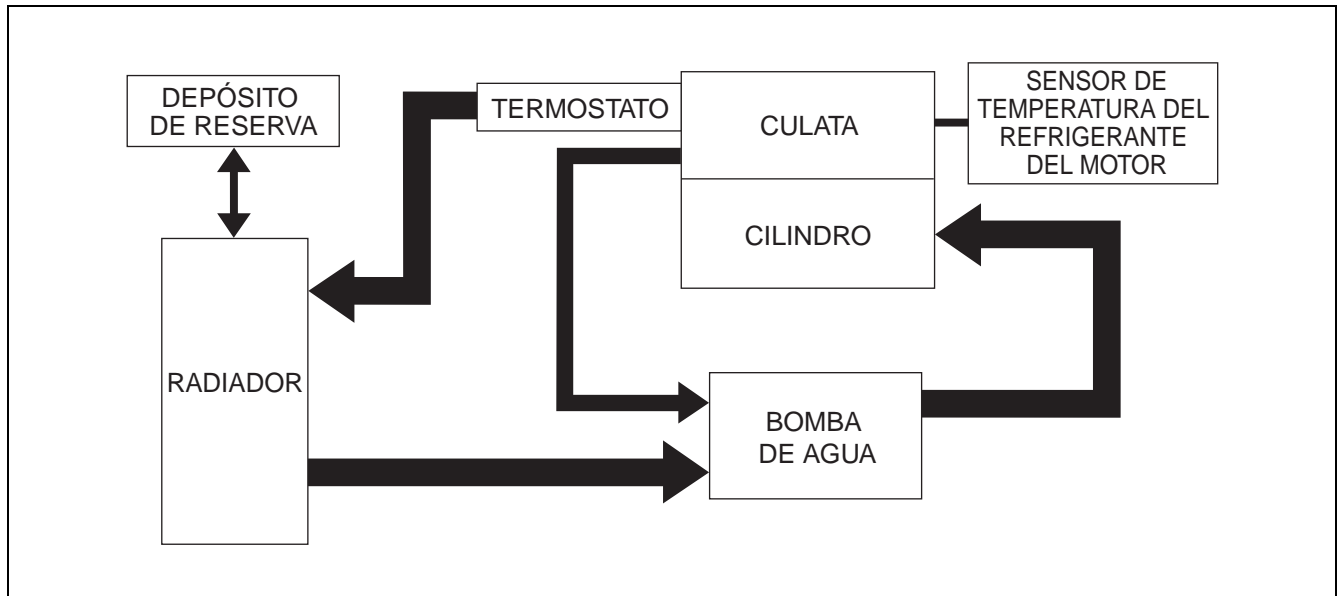 DEPÓSITO
DE RESERVA
TERMOSTATO
CULATA
SENSOR DE
TEMPERATURA DEL
REFRIGERANTE
DEL MOTOR
CILINDRO
RADIADOR
BOMBA
DE AGUA